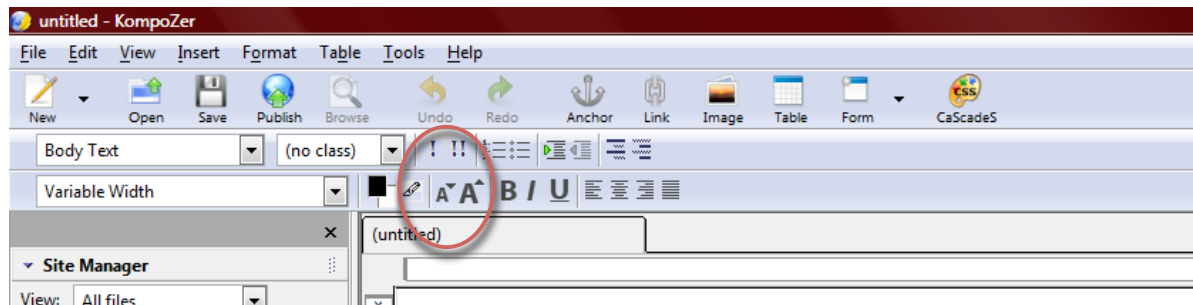 untitled - KompoZer
File Edit View Insert Format Table Tools Help
New Open Save Publish Browse Undo Redo Anchor Link Image Table Form CaScadeS
Body Text (no class) ! !!
Variable Width A A B I U
(untitled)
Site Manager
View: All files